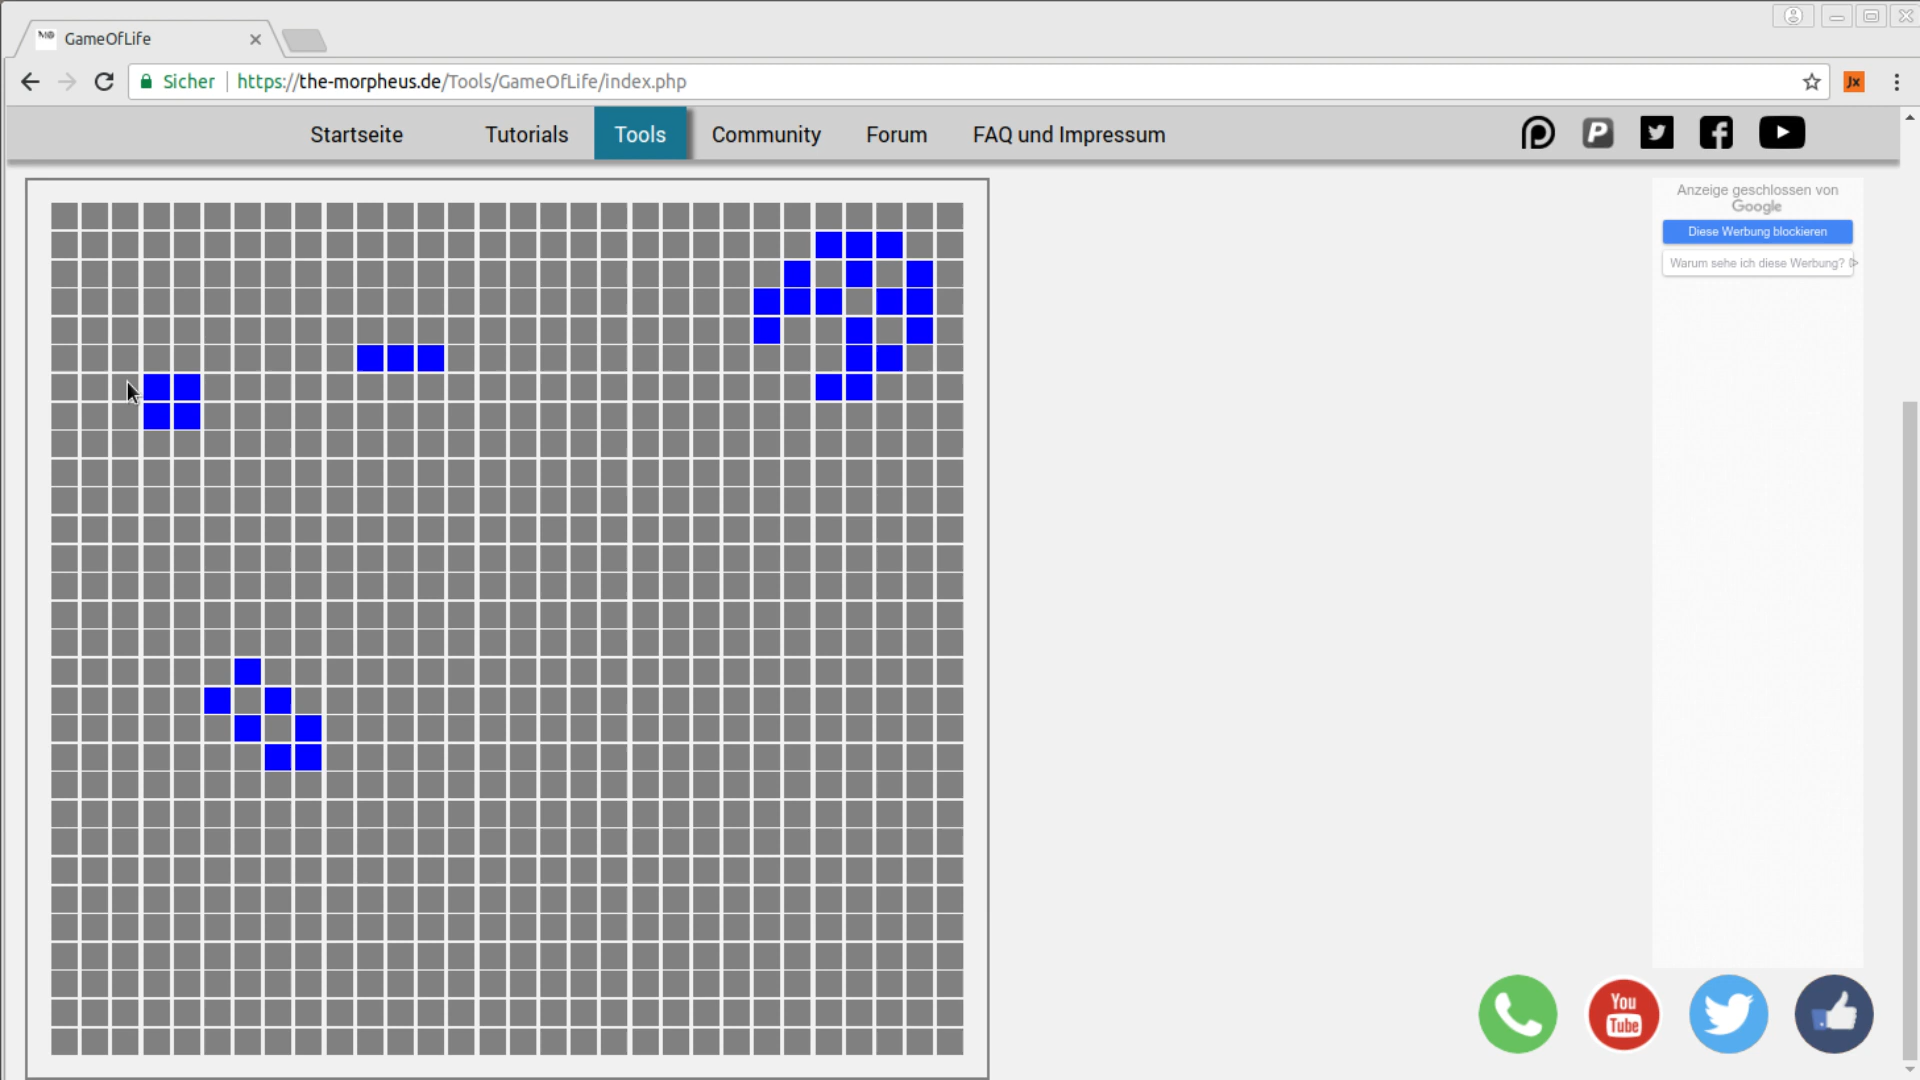 GameOfLife
Sicher | https://the-morpheus.de/Tools/GameOfLife/index.php
Jx
Startseite Tutorials Tools Community Forum FAQ und Impressum
Anzeige geschlossen von
Google
Diese Werbung blockieren
Warum sehe ich diese Werbung?
You
Tube